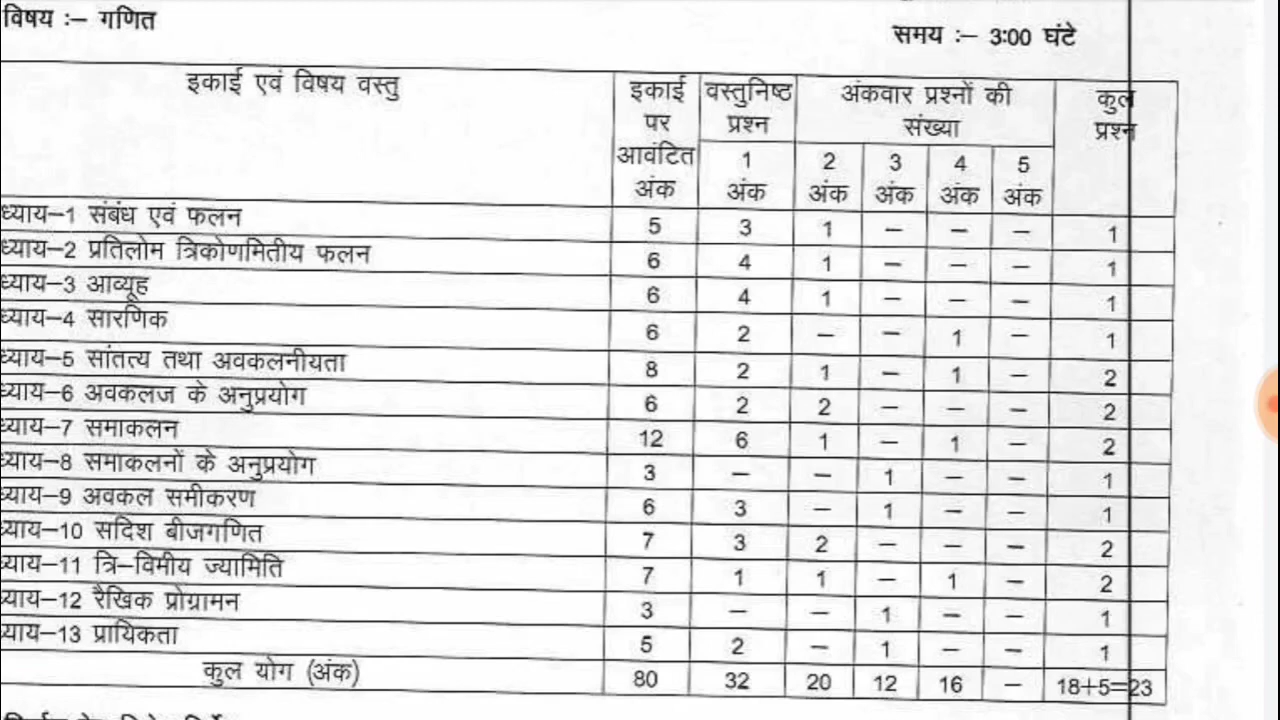 विषय :– गणित
समय :– 3:00 घंटे
इकाई एवं विषय वस्तु इकाई पर आवंटित अंक वस्तुनिष्ठ प्रश्न अंकवार प्रश्नों की संख्या कुल प्रश्न
1 अंक 2 अंक 3 अंक 4 अंक 5 अंक
ध्याय–1 संबंध एवं फलन 5 3 1 – – – 1
ध्याय–2 प्रतिलोम त्रिकोणमितीय फलन 6 4 1 – – – 1
ध्याय–3 आव्यूह 6 4 1 – – – 1
ध्याय–4 सारणिक 6 2 – – 1 – 1
ध्याय–5 सांतत्य तथा अवकलनीयता 8 2 1 – 1 – 2
ध्याय–6 अवकलज के अनुप्रयोग 6 2 2 – – – 2
ध्याय–7 समाकलन 12 6 1 – 1 – 2
ध्याय–8 समाकलनों के अनुप्रयोग 3 – – 1 – – 1
ध्याय–9 अवकल समीकरण 6 3 – 1 – – 1
ध्याय–10 सदिश बीजगणित 7 3 2 – – – 2
याय–11 त्रि–विमीय ज्यामिति 7 1 1 – 1 – 2
याय–12 रैखिक प्रोग्रामन 3 – – 1 – – 1
याय–13 प्रायिकता 5 2 – 1 – – 1
कुल योग (अंक) 80 32 20 12 16 – 18+5=23